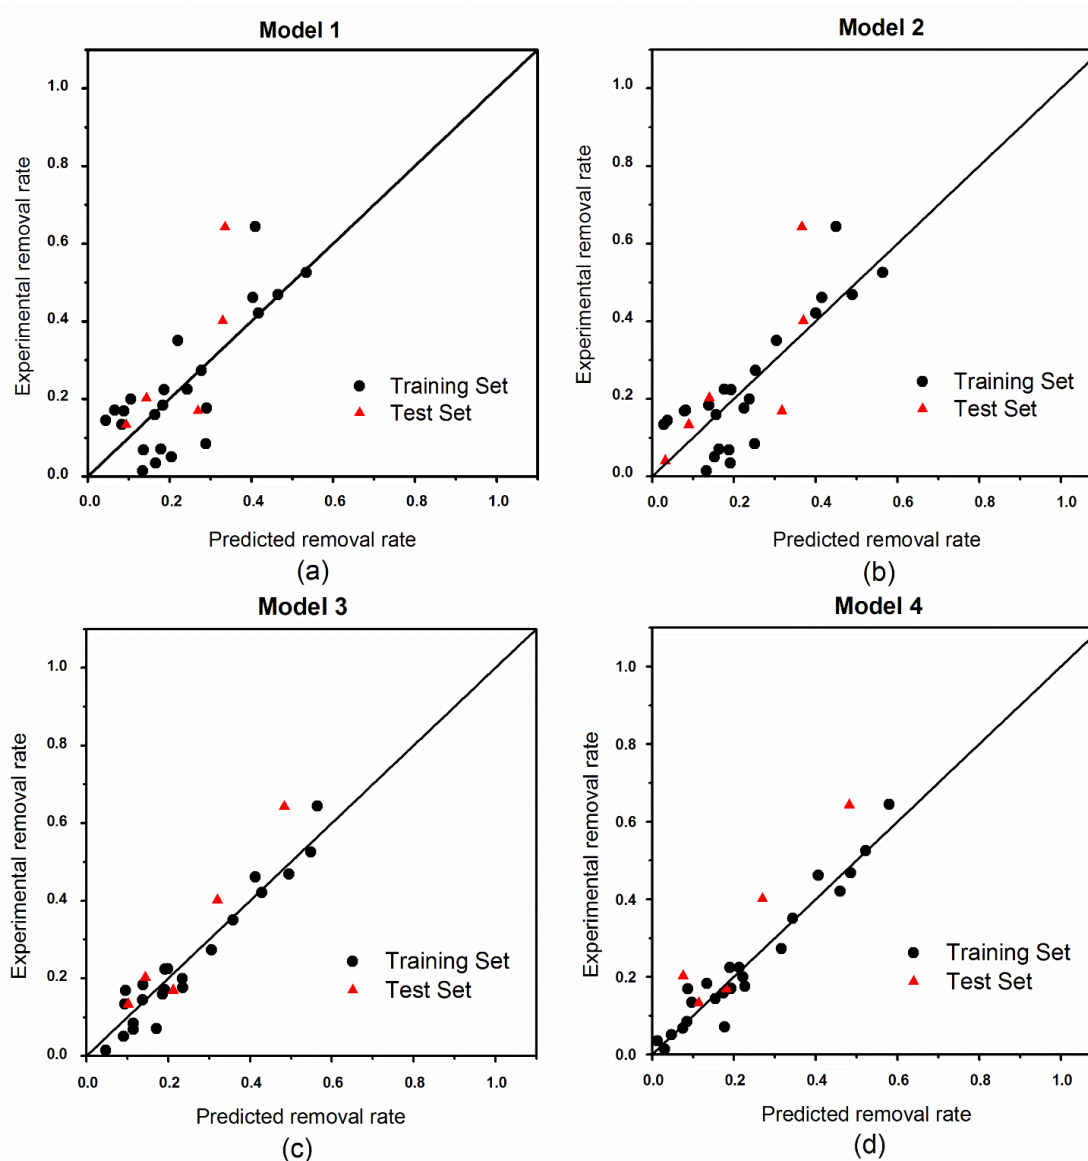 Model 1
Experimental removal rate
1.0
0.8
0.6
0.4
0.2
0.0
Training Set
Test Set
0.0 0.2 0.4 0.6 0.8 1.0
Predicted removal rate
(a)
Model 2
Experimental removal rate
1.0
0.8
0.6
0.4
0.2
0.0
Training Set
Test Set
0.0 0.2 0.4 0.6 0.8 1.0
Predicted removal rate
(b)
Model 3
Experimental removal rate
1.0
0.8
0.6
0.4
0.2
0.0
Training Set
Test Set
0.0 0.2 0.4 0.6 0.8 1.0
Predicted removal rate
(c)
Model 4
Experimental removal rate
1.0
0.8
0.6
0.4
0.2
0.0
Training Set
Test Set
0.0 0.2 0.4 0.6 0.8 1.0
Predicted removal rate
(d)